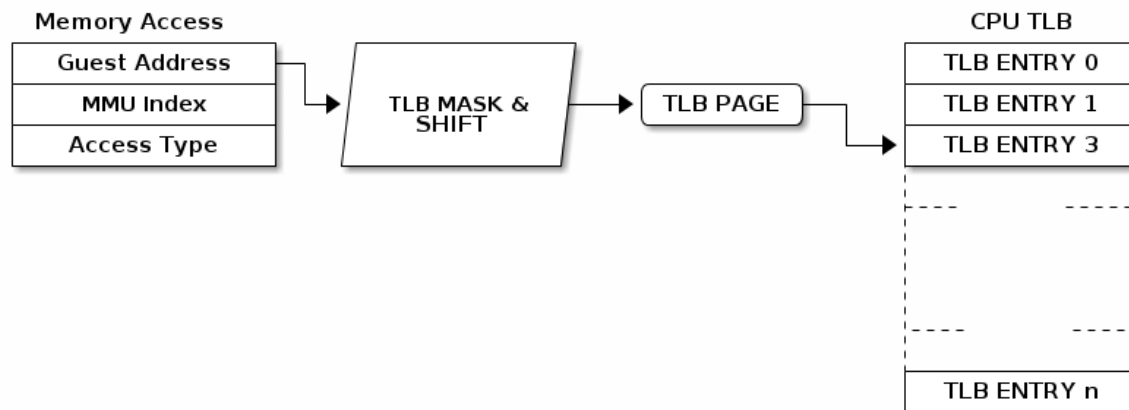 Memory Access
Guest Address
MMU Index
Access Type
TLB MASK &
SHIFT
TLB PAGE
CPU TLB
TLB ENTRY 0
TLB ENTRY 1
TLB ENTRY 3
TLB ENTRY n